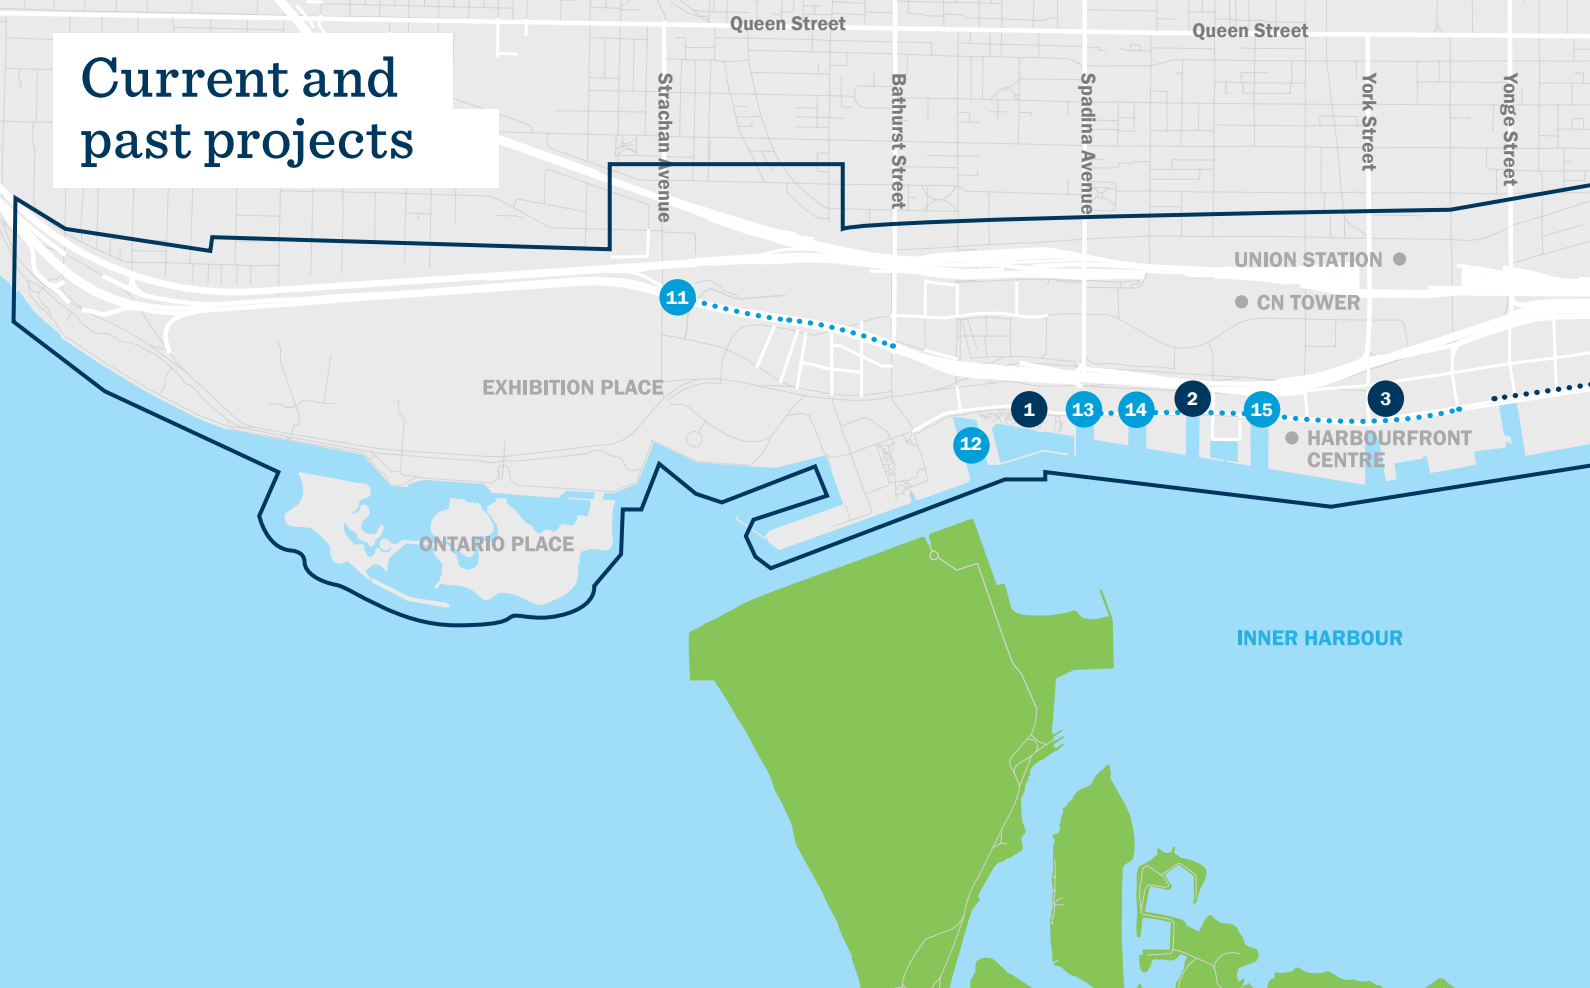 Current and
past projects
Queen Street
Queen Street
Strachan Avenue
Bathurst Street
Spadina Avenue
York Street
Yonge Street
UNION STATION
CN TOWER
11
EXHIBITION PLACE
1
13
14
2
15
3
12
HARBOURFRONT
CENTRE
ONTARIO PLACE
INNER HARBOUR